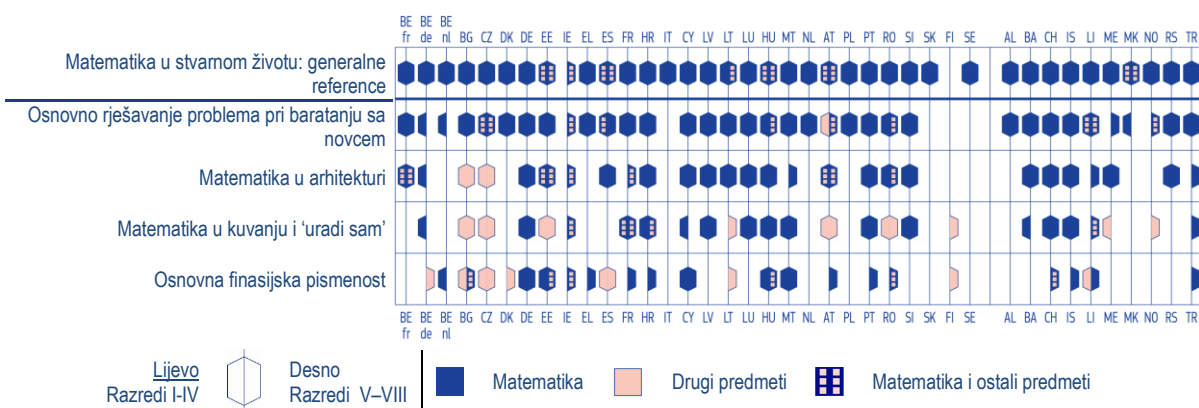 BE BE BE
fr de nl BG CZ DK DE EE IE EL ES FR HR IT CY LV LT LU HU MT NL AT PL PT RO SI SK FI SE AL BA CH IS LI ME MK NO RS TR
Matematika u stvarnom životu: generalne
reference
Osnovno rješavanje problema pri baratanju sa
novcem
Matematika u arhitekturi
Matematika u kuvanju i ‘uradi sam’
Osnovna finasijska pismenost
BE BE BE BG CZ DK DE EE IE EL ES FR HR IT CY LV LT LU HU MT NL AT PL PT RO SI SK FI SE AL BA CH IS LI ME MK NO RS TR
fr de nl
Lijevo
Razredi I-IV
Desno
Razredi V–VIII
Matematika
Drugi predmeti
Matematika i ostali predmeti